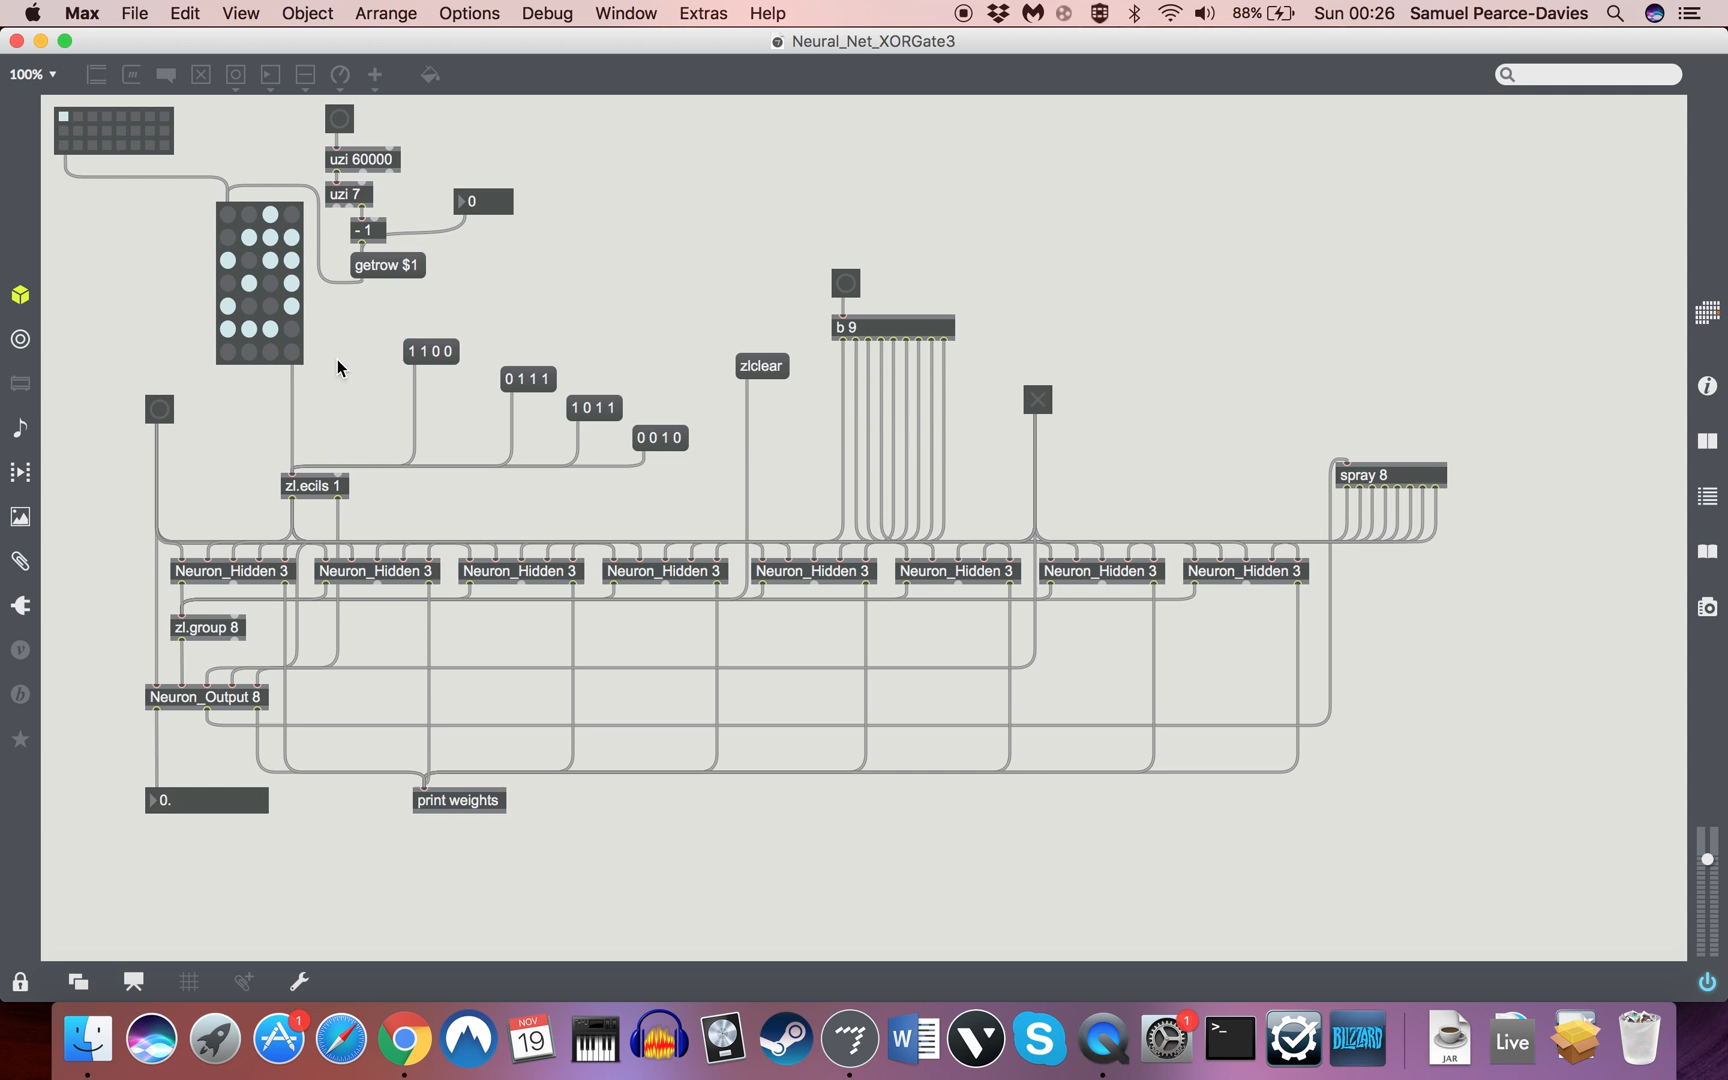 Max File Edit View Object Arrange Options Debug Window Extras Help 88% Sun 00:26 Samuel Pearce-Davies
Neural_Net_XORGate3
100%
uzi 60000
uzi 7
0
- 1
getrow $1
b 9
1 1 0 0
zlclear
0 1 1 1
1 0 1 1
0 0 1 0
spray 8
zl.ecils 1
Neuron_Hidden 3 Neuron_Hidden 3 Neuron_Hidden 3 Neuron_Hidden 3 Neuron_Hidden 3 Neuron_Hidden 3 Neuron_Hidden 3 Neuron_Hidden 3
zl.group 8
Neuron_Output 8
0.
print weights
1
NOV
19
1
BLIZZARD
JAR
Live